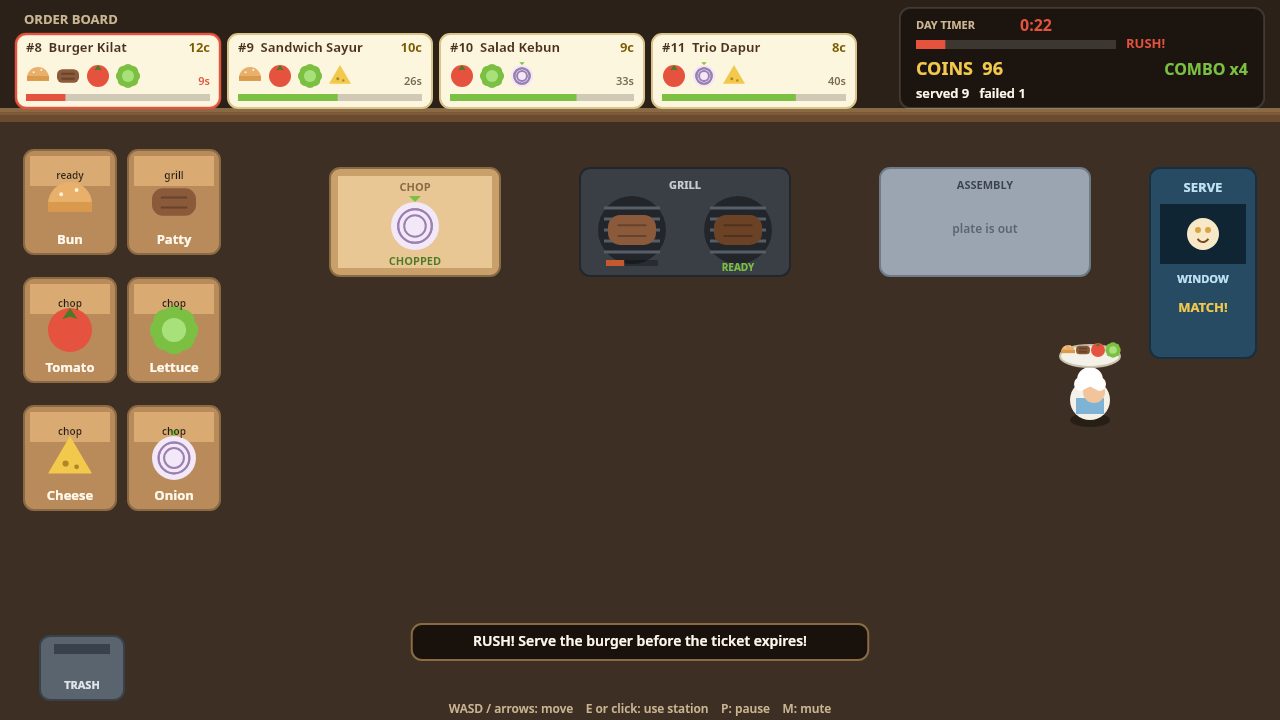 ORDER BOARD
#8 Burger Kilat 12c
9s
#9 Sandwich Sayur 10c
26s
#10 Salad Kebun 9c
33s
#11 Trio Dapur 8c
40s
DAY TIMER 0:22
RUSH!
COINS 96 COMBO x4
served 9 failed 1
ready
Bun
grill
Patty
chop
Tomato
chop
Lettuce
chop
Cheese
chop
Onion
CHOP
CHOPPED
GRILL
READY
ASSEMBLY
plate is out
SERVE
WINDOW
MATCH!
RUSH! Serve the burger before the ticket expires!
TRASH
WASD / arrows: move E or click: use station P: pause M: mute